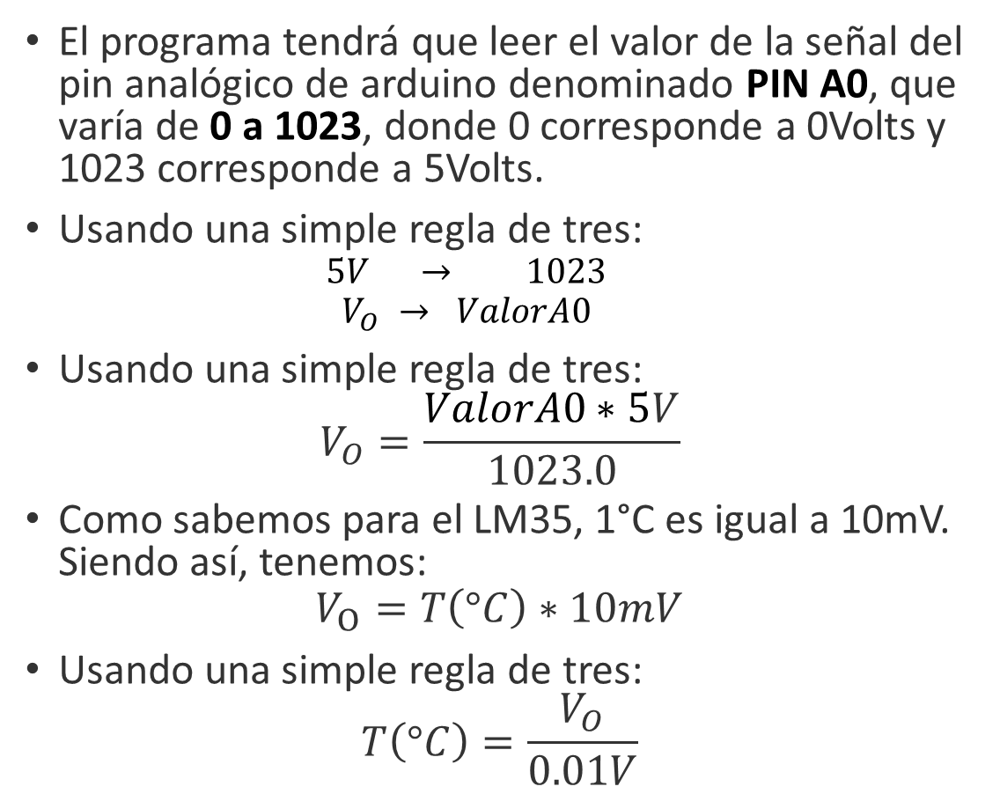 • El programa tendrá que leer el valor de la señal del
pin analógico de arduino denominado PIN A0, que
varía de 0 a 1023, donde 0 corresponde a 0Volts y
1023 corresponde a 5Volts.
• Usando una simple regla de tres:
5V → 1023
V_O → ValorA0
• Usando una simple regla de tres:
V_O = \frac{ValorA0 * 5V}{1023.0}
• Como sabemos para el LM35, 1°C es igual a 10mV.
Siendo así, tenemos:
V_O = T(°C) * 10mV
• Usando una simple regla de tres:
T(°C) = \frac{V_O}{0.01V}